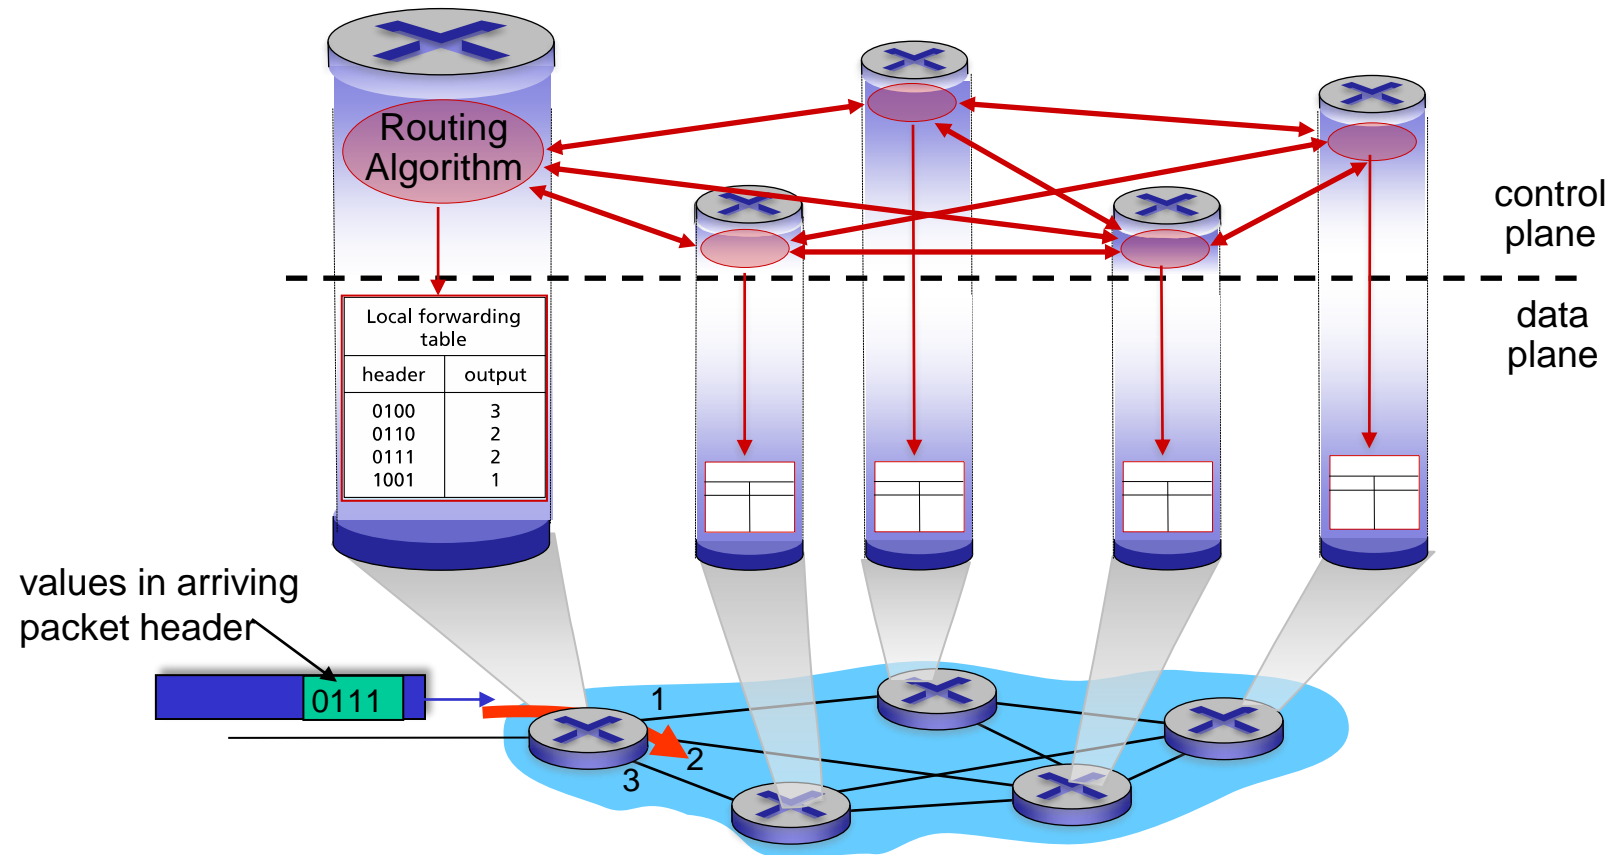 Routing
Algorithm
control
plane
data
plane
Local forwarding
table
header output
0100 3
0110 2
0111 2
1001 1
values in arriving
packet header
0111
1
2
3